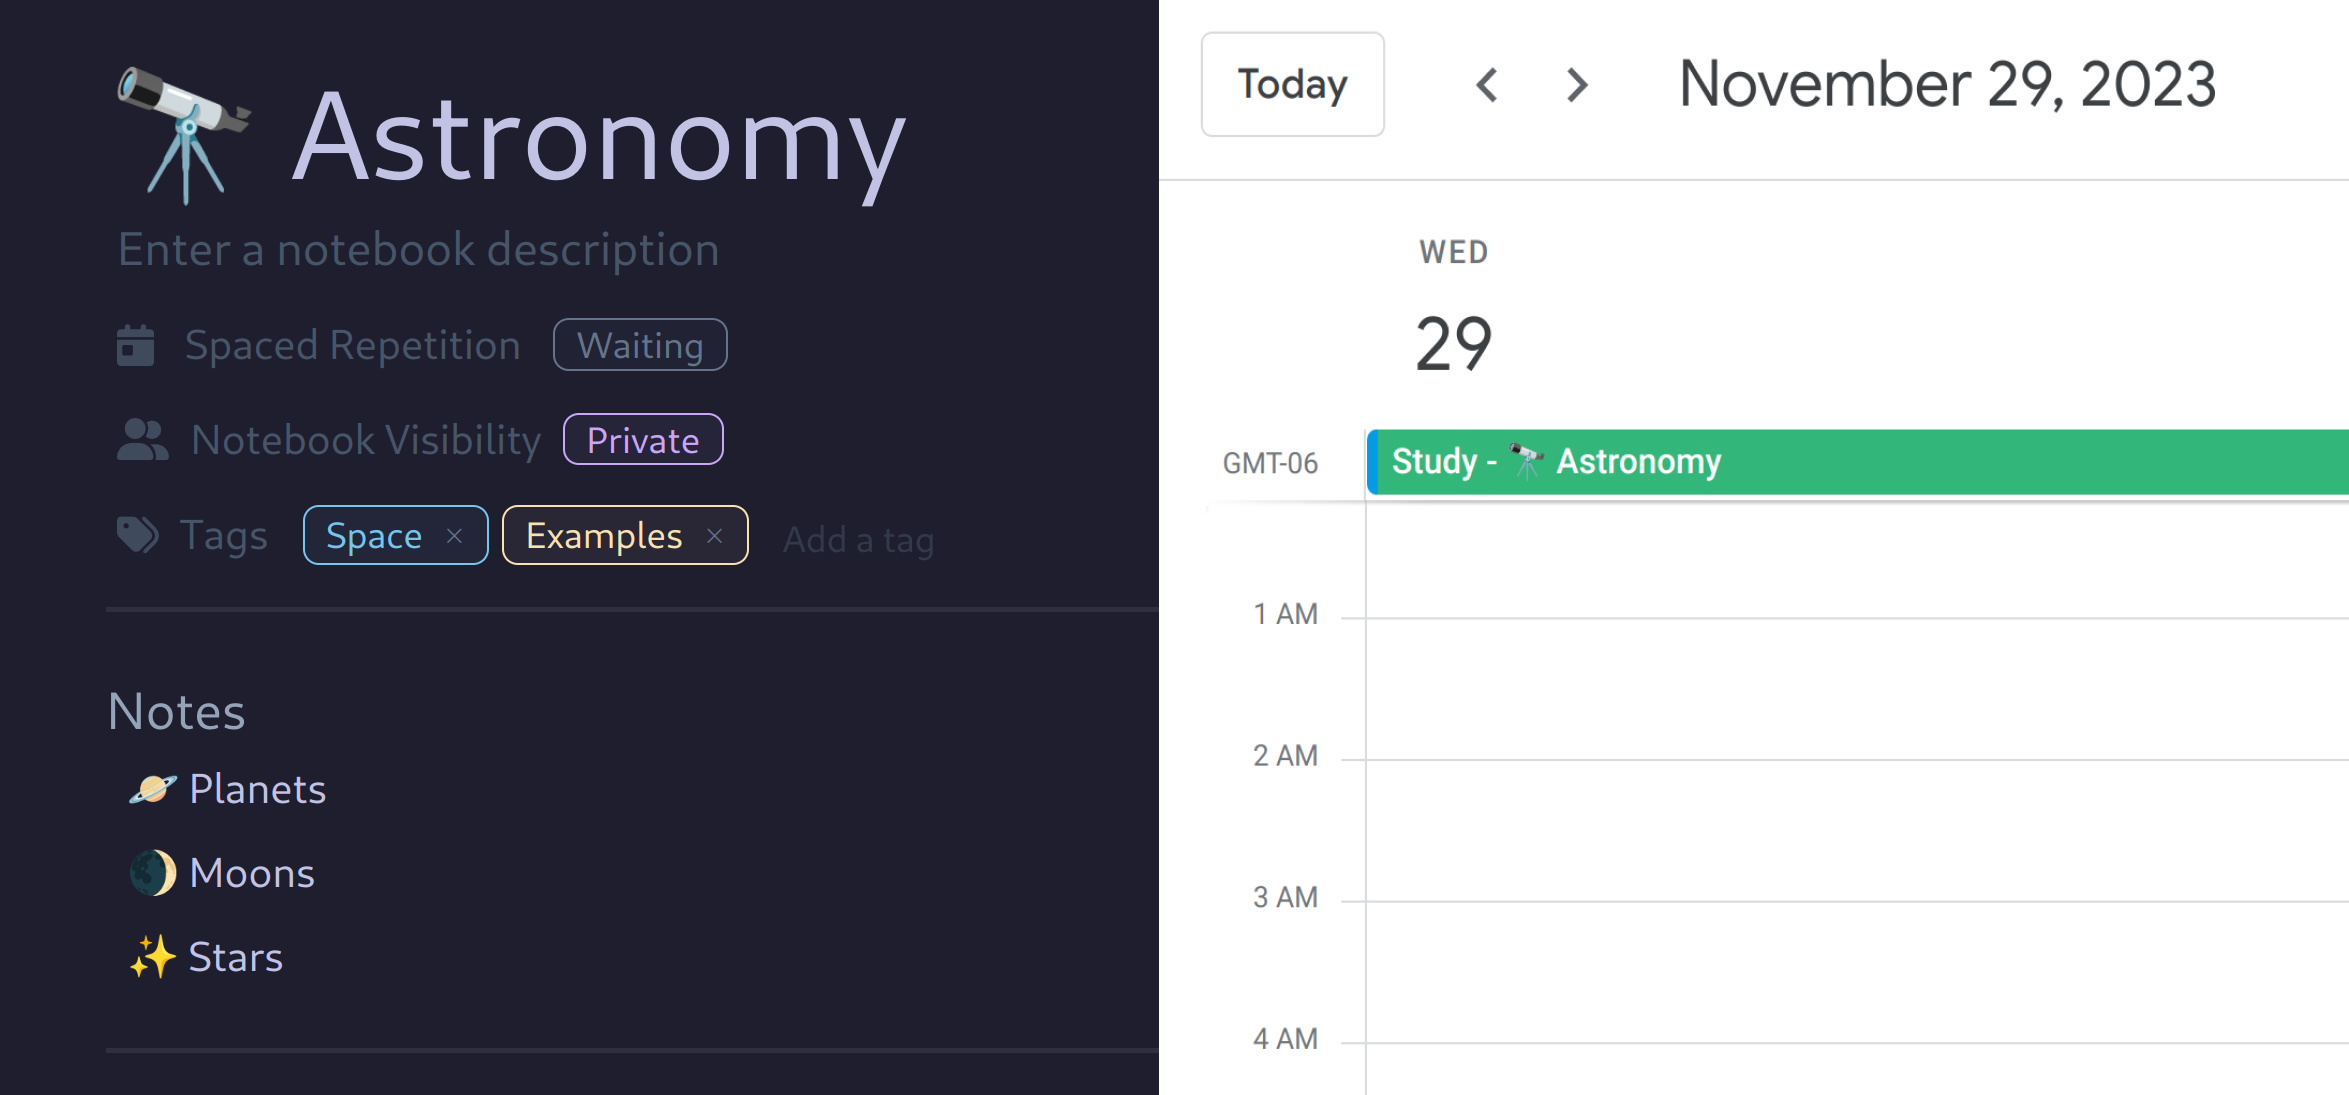 🔭 Astronomy
Enter a notebook description
Spaced Repetition Waiting
Notebook Visibility Private
Tags Space × Examples × Add a tag
Notes
🪐 Planets
🌒 Moons
✨ Stars
Today < > November 29, 2023
WED
29
GMT-06 Study - 🔭 Astronomy
1 AM
2 AM
3 AM
4 AM